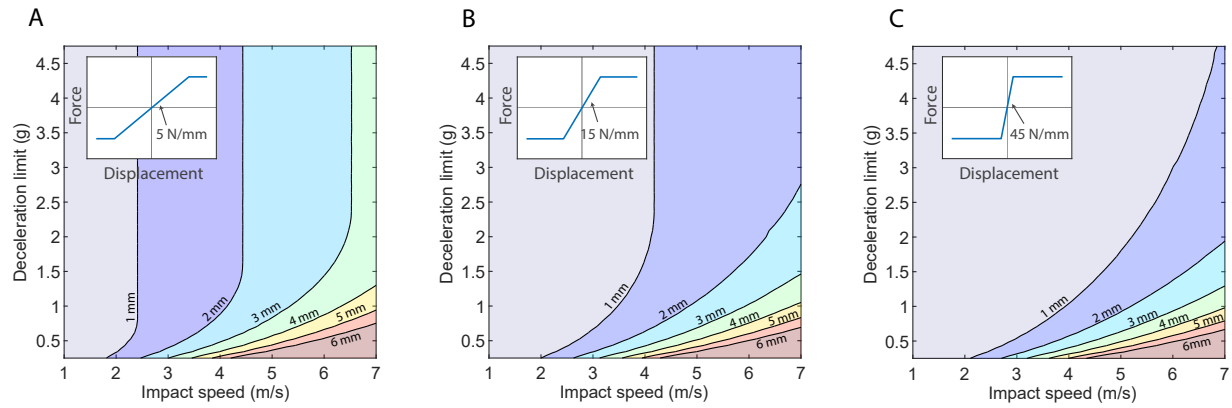 A
Deceleration limit (g)
4.5
4
3.5
3
2.5
2
1.5
1
0.5
Force
5 N/mm
Displacement
1 mm
2 mm
3 mm
4 mm
5 mm
6 mm
1 2 3 4 5 6 7
Impact speed (m/s)
B
Deceleration limit (g)
4.5
4
3.5
3
2.5
2
1.5
1
0.5
Force
15 N/mm
Displacement
1 mm
2 mm
3 mm
4 mm
5 mm
6 mm
1 2 3 4 5 6 7
Impact speed (m/s)
C
Deceleration limit (g)
4.5
4
3.5
3
2.5
2
1.5
1
0.5
Force
45 N/mm
Displacement
1 mm
2 mm
3 mm
4 mm
5 mm
6mm
1 2 3 4 5 6 7
Impact speed (m/s)